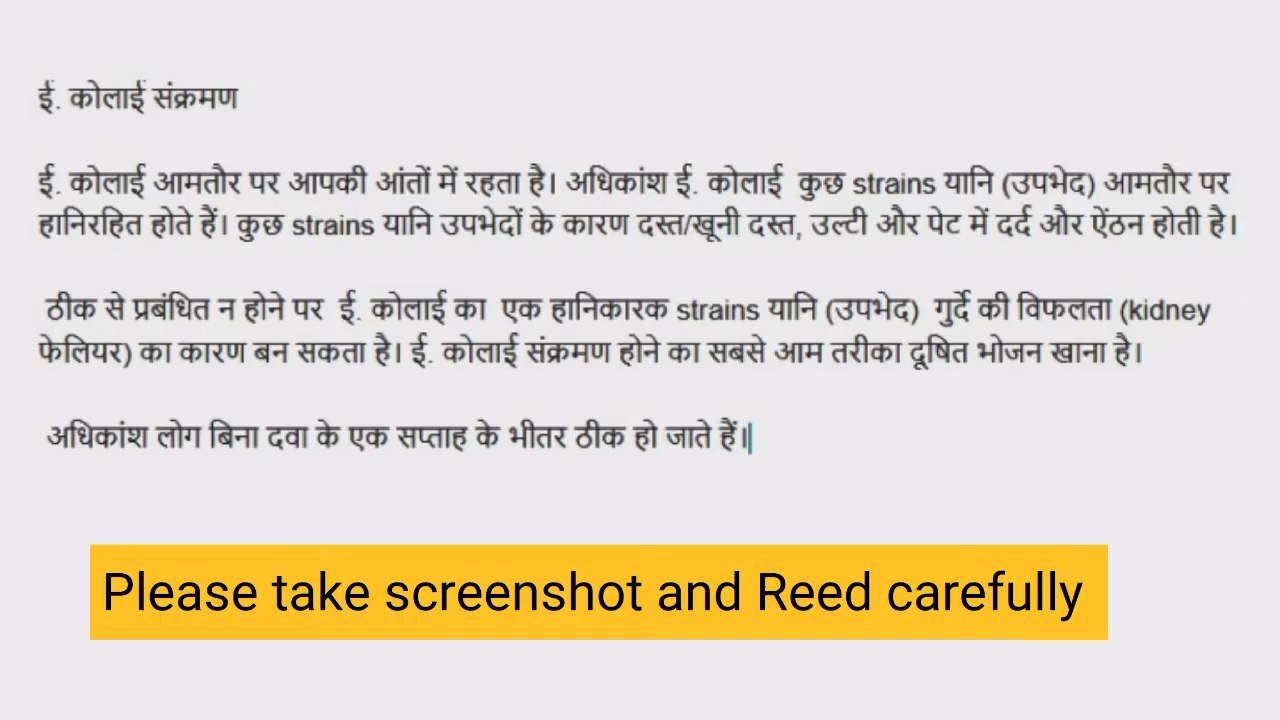 ई. कोलाई संक्रमण
ई. कोलाई आमतौर पर आपकी आंतों में रहता है। अधिकांश ई. कोलाई कुछ strains यानि (उपभेद) आमतौर पर
हानिरहित होते हैं। कुछ strains यानि उपभेदों के कारण दस्त/खूनी दस्त, उल्टी और पेट में दर्द और ऐंठन होती है।
ठीक से प्रबंधित न होने पर ई. कोलाई का एक हानिकारक strains यानि (उपभेद) गुर्दे की विफलता (kidney
फेलियर) का कारण बन सकता है। ई. कोलाई संक्रमण होने का सबसे आम तरीका दूषित भोजन खाना है।
अधिकांश लोग बिना दवा के एक सप्ताह के भीतर ठीक हो जाते हैं।
Please take screenshot and Reed carefully